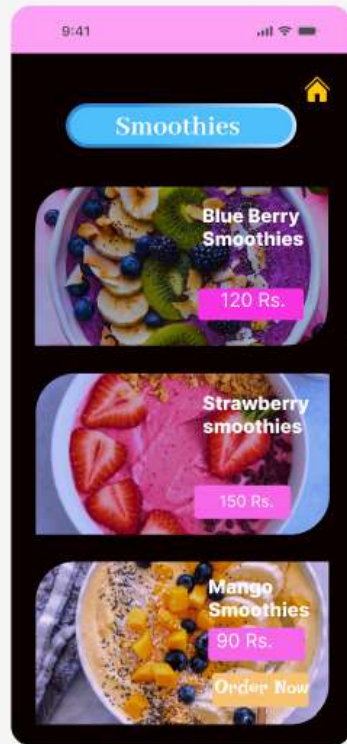 9:41
Smoothies
Blue Berry
Smoothies
120 Rs.
Strawberry
smoothies
150 Rs.
Mango
Smoothies
90 Rs.
Order Now